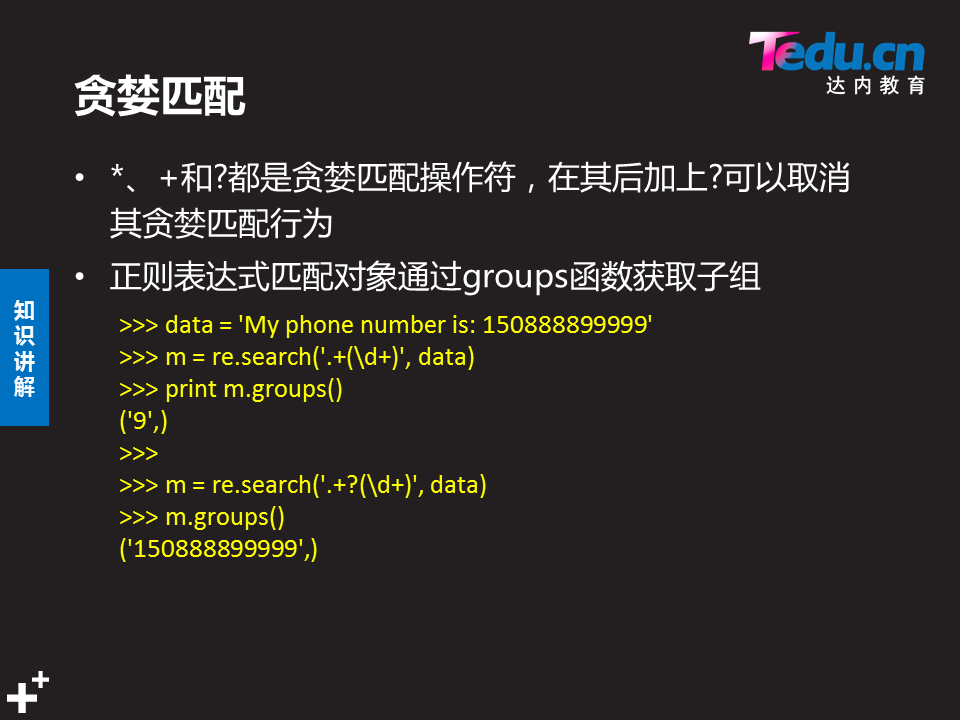 Tedu.cn
达内教育
贪婪匹配
• *、+和?都是贪婪匹配操作符，在其后加上?可以取消
其贪婪匹配行为
• 正则表达式匹配对象通过groups函数获取子组
>>> data = 'My phone number is: 150888899999'
>>> m = re.search('.+(\d+)', data)
>>> print m.groups()
('9',)
>>>
>>> m = re.search('.+?(\d+)', data)
>>> m.groups()
('150888899999',)
知
识
讲
解